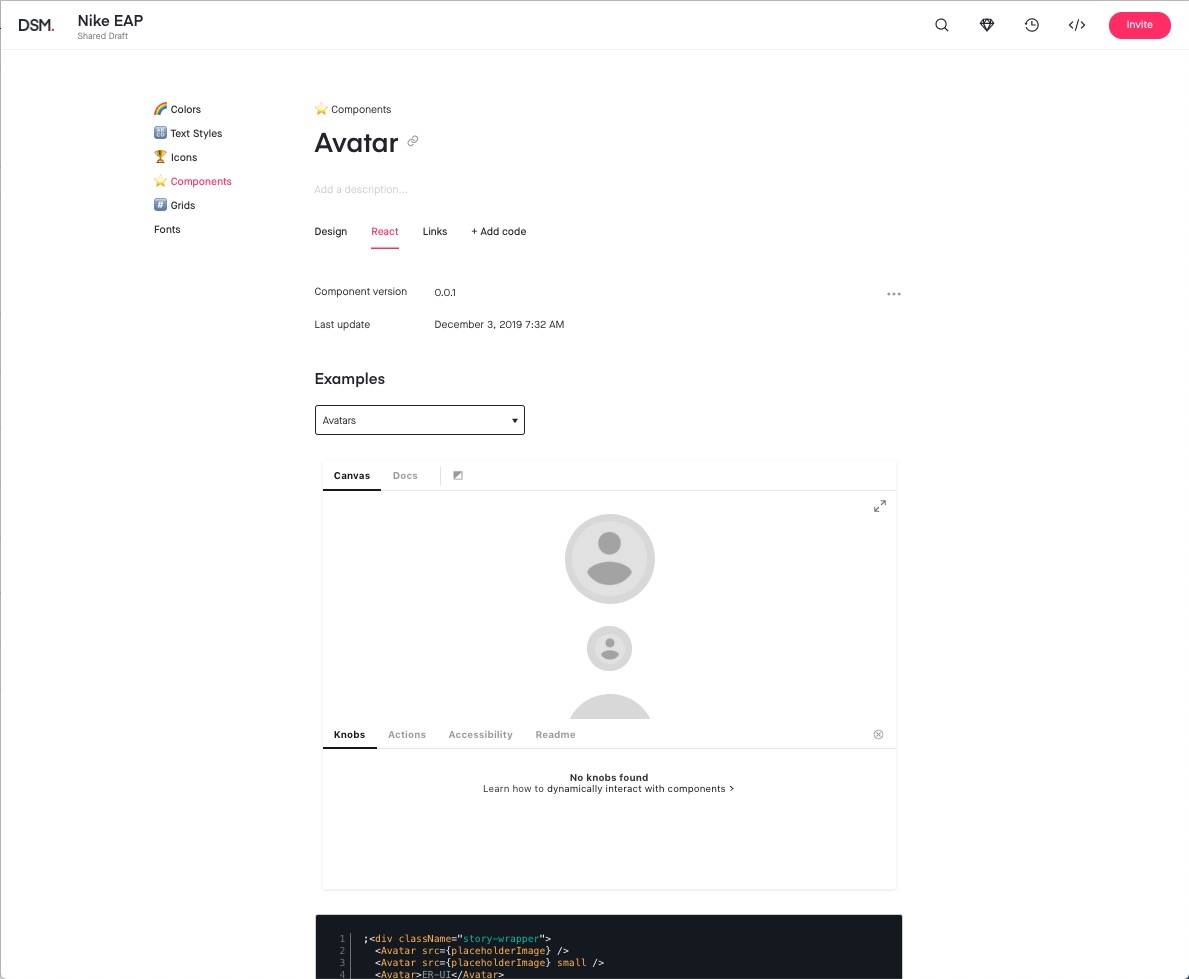 DSM.
Nike EAP
Shared Draft
Invite
Colors
Text Styles
Icons
Components
Grids
Fonts
Components
Avatar
Add a description...
Design React Links + Add code
Component version 0.0.1
Last update December 3, 2019 7:32 AM
Examples
Avatars
Canvas Docs
Knobs Actions Accessibility Readme
No knobs found
Learn how to dynamically interact with components >
1 ;<div className="story-wrapper">
2 <Avatar src={placeholderImage} />
3 <Avatar src={placeholderImage} small />
4 <Avatar>ER-UI</Avatar>